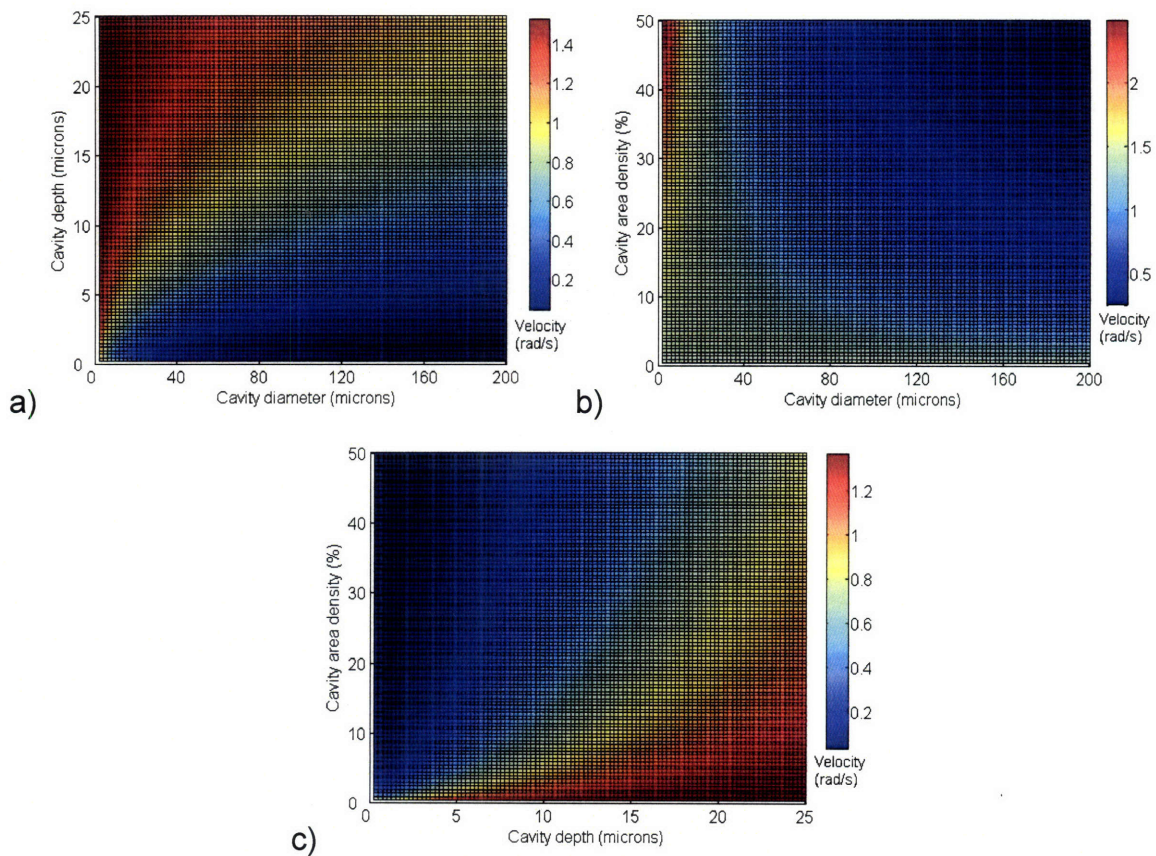 25
20
15
10
5
0
Cavity depth (microns)
0 40 80 120 160 200
Cavity diameter (microns)
1.4
1.2
1
0.8
0.6
0.4
0.2
Velocity
(rad/s)
a)
50
40
30
20
10
0
Cavity area density (%)
0 40 80 120 160 200
Cavity diameter (microns)
2
1.5
1
0.5
Velocity
(rad/s)
b)
50
40
30
20
10
0
Cavity area density (%)
0 5 10 15 20 25
Cavity depth (microns)
1.2
1
0.8
0.6
0.4
0.2
Velocity
(rad/s)
c)